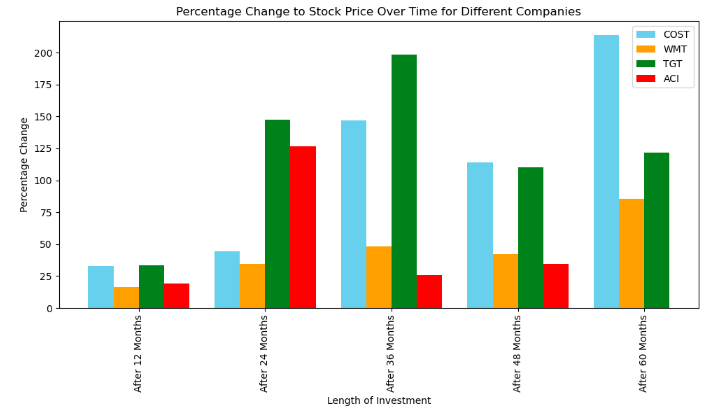 Percentage Change to Stock Price Over Time for Different Companies
COST
WMT
TGT
ACI
Percentage Change
200
175
150
125
100
75
50
25
0
After 12 Months
After 24 Months
After 36 Months
After 48 Months
After 60 Months
Length of Investment